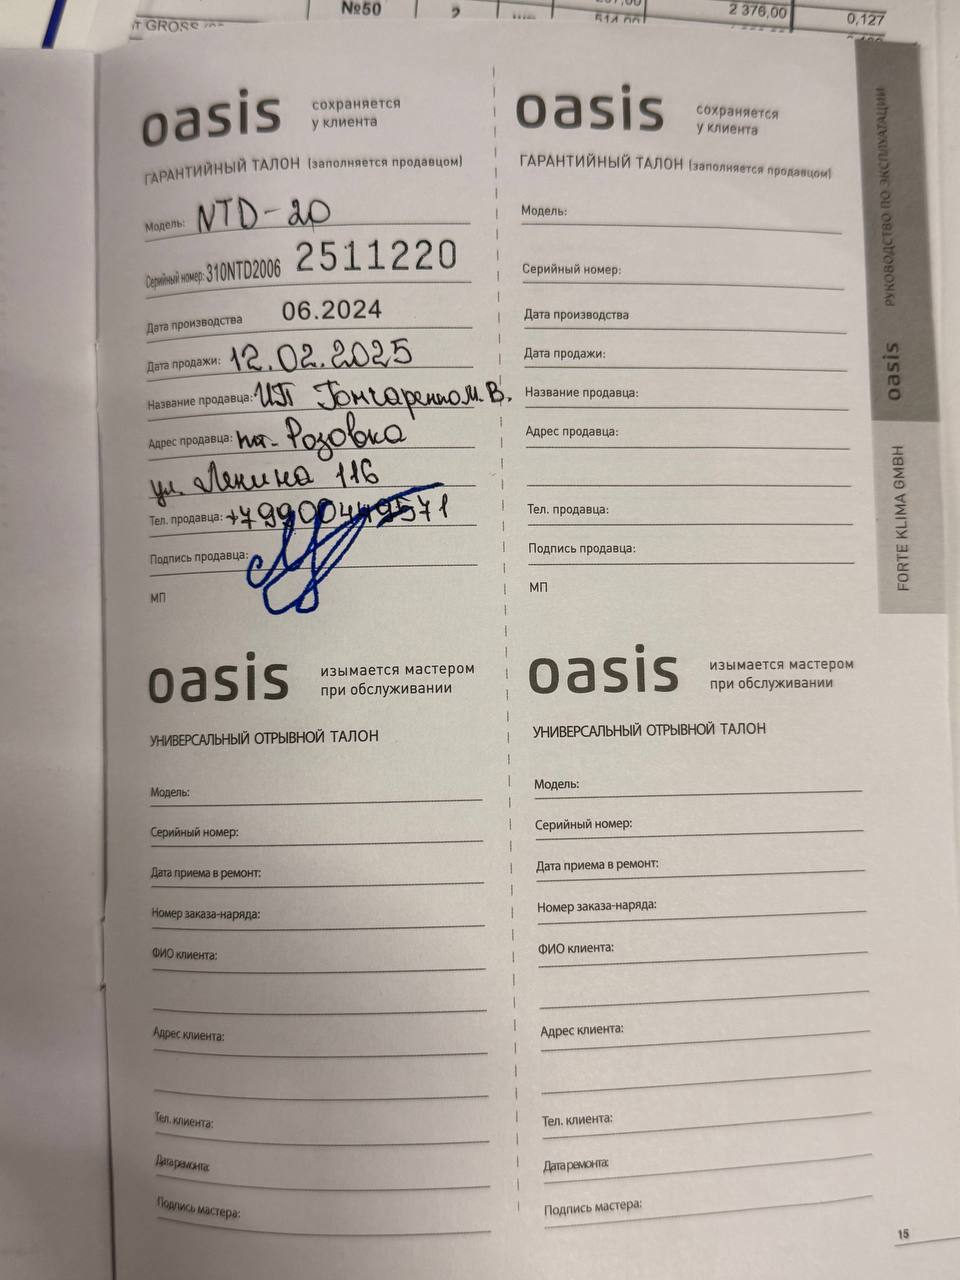 №50
2 376,00
0,127
T GROSS
oasis
сохраняется
у клиента
ГАРАНТИЙНЫЙ ТАЛОН (заполняется продавцом)
Модель: NTD-20
Серийный номер: 310NTD2006 2511220
Дата производства 06.2024
Дата продажи: 12.02.2025
Название продавца: ИП Гончаренко М.В.
Адрес продавца: пгт. Розовка
ул. Ленина 116
Тел. продавца: +79900449571
Подпись продавца:
МП
oasis
сохраняется
у клиента
ГАРАНТИЙНЫЙ ТАЛОН (заполняется продавцом)
Модель:
Серийный номер:
Дата производства
Дата продажи:
Название продавца:
Адрес продавца:
Тел. продавца:
Подпись продавца:
МП
oasis
изымается мастером
при обслуживании
УНИВЕРСАЛЬНЫЙ ОТРЫВНОЙ ТАЛОН
Модель:
Серийный номер:
Дата приема в ремонт:
Номер заказа-наряда:
ФИО клиента:
Адрес клиента:
Тел. клиента:
Дата ремонта:
Подпись мастера:
oasis
изымается мастером
при обслуживании
УНИВЕРСАЛЬНЫЙ ОТРЫВНОЙ ТАЛОН
Модель:
Серийный номер:
Дата приема в ремонт:
Номер заказа-наряда:
ФИО клиента:
Адрес клиента:
Тел. клиента:
Дата ремонта:
Подпись мастера:
РУКОВОДСТВО ПО ЭКСПЛУАТАЦИИ
oasis
FORTE KLIMA GMBH
15